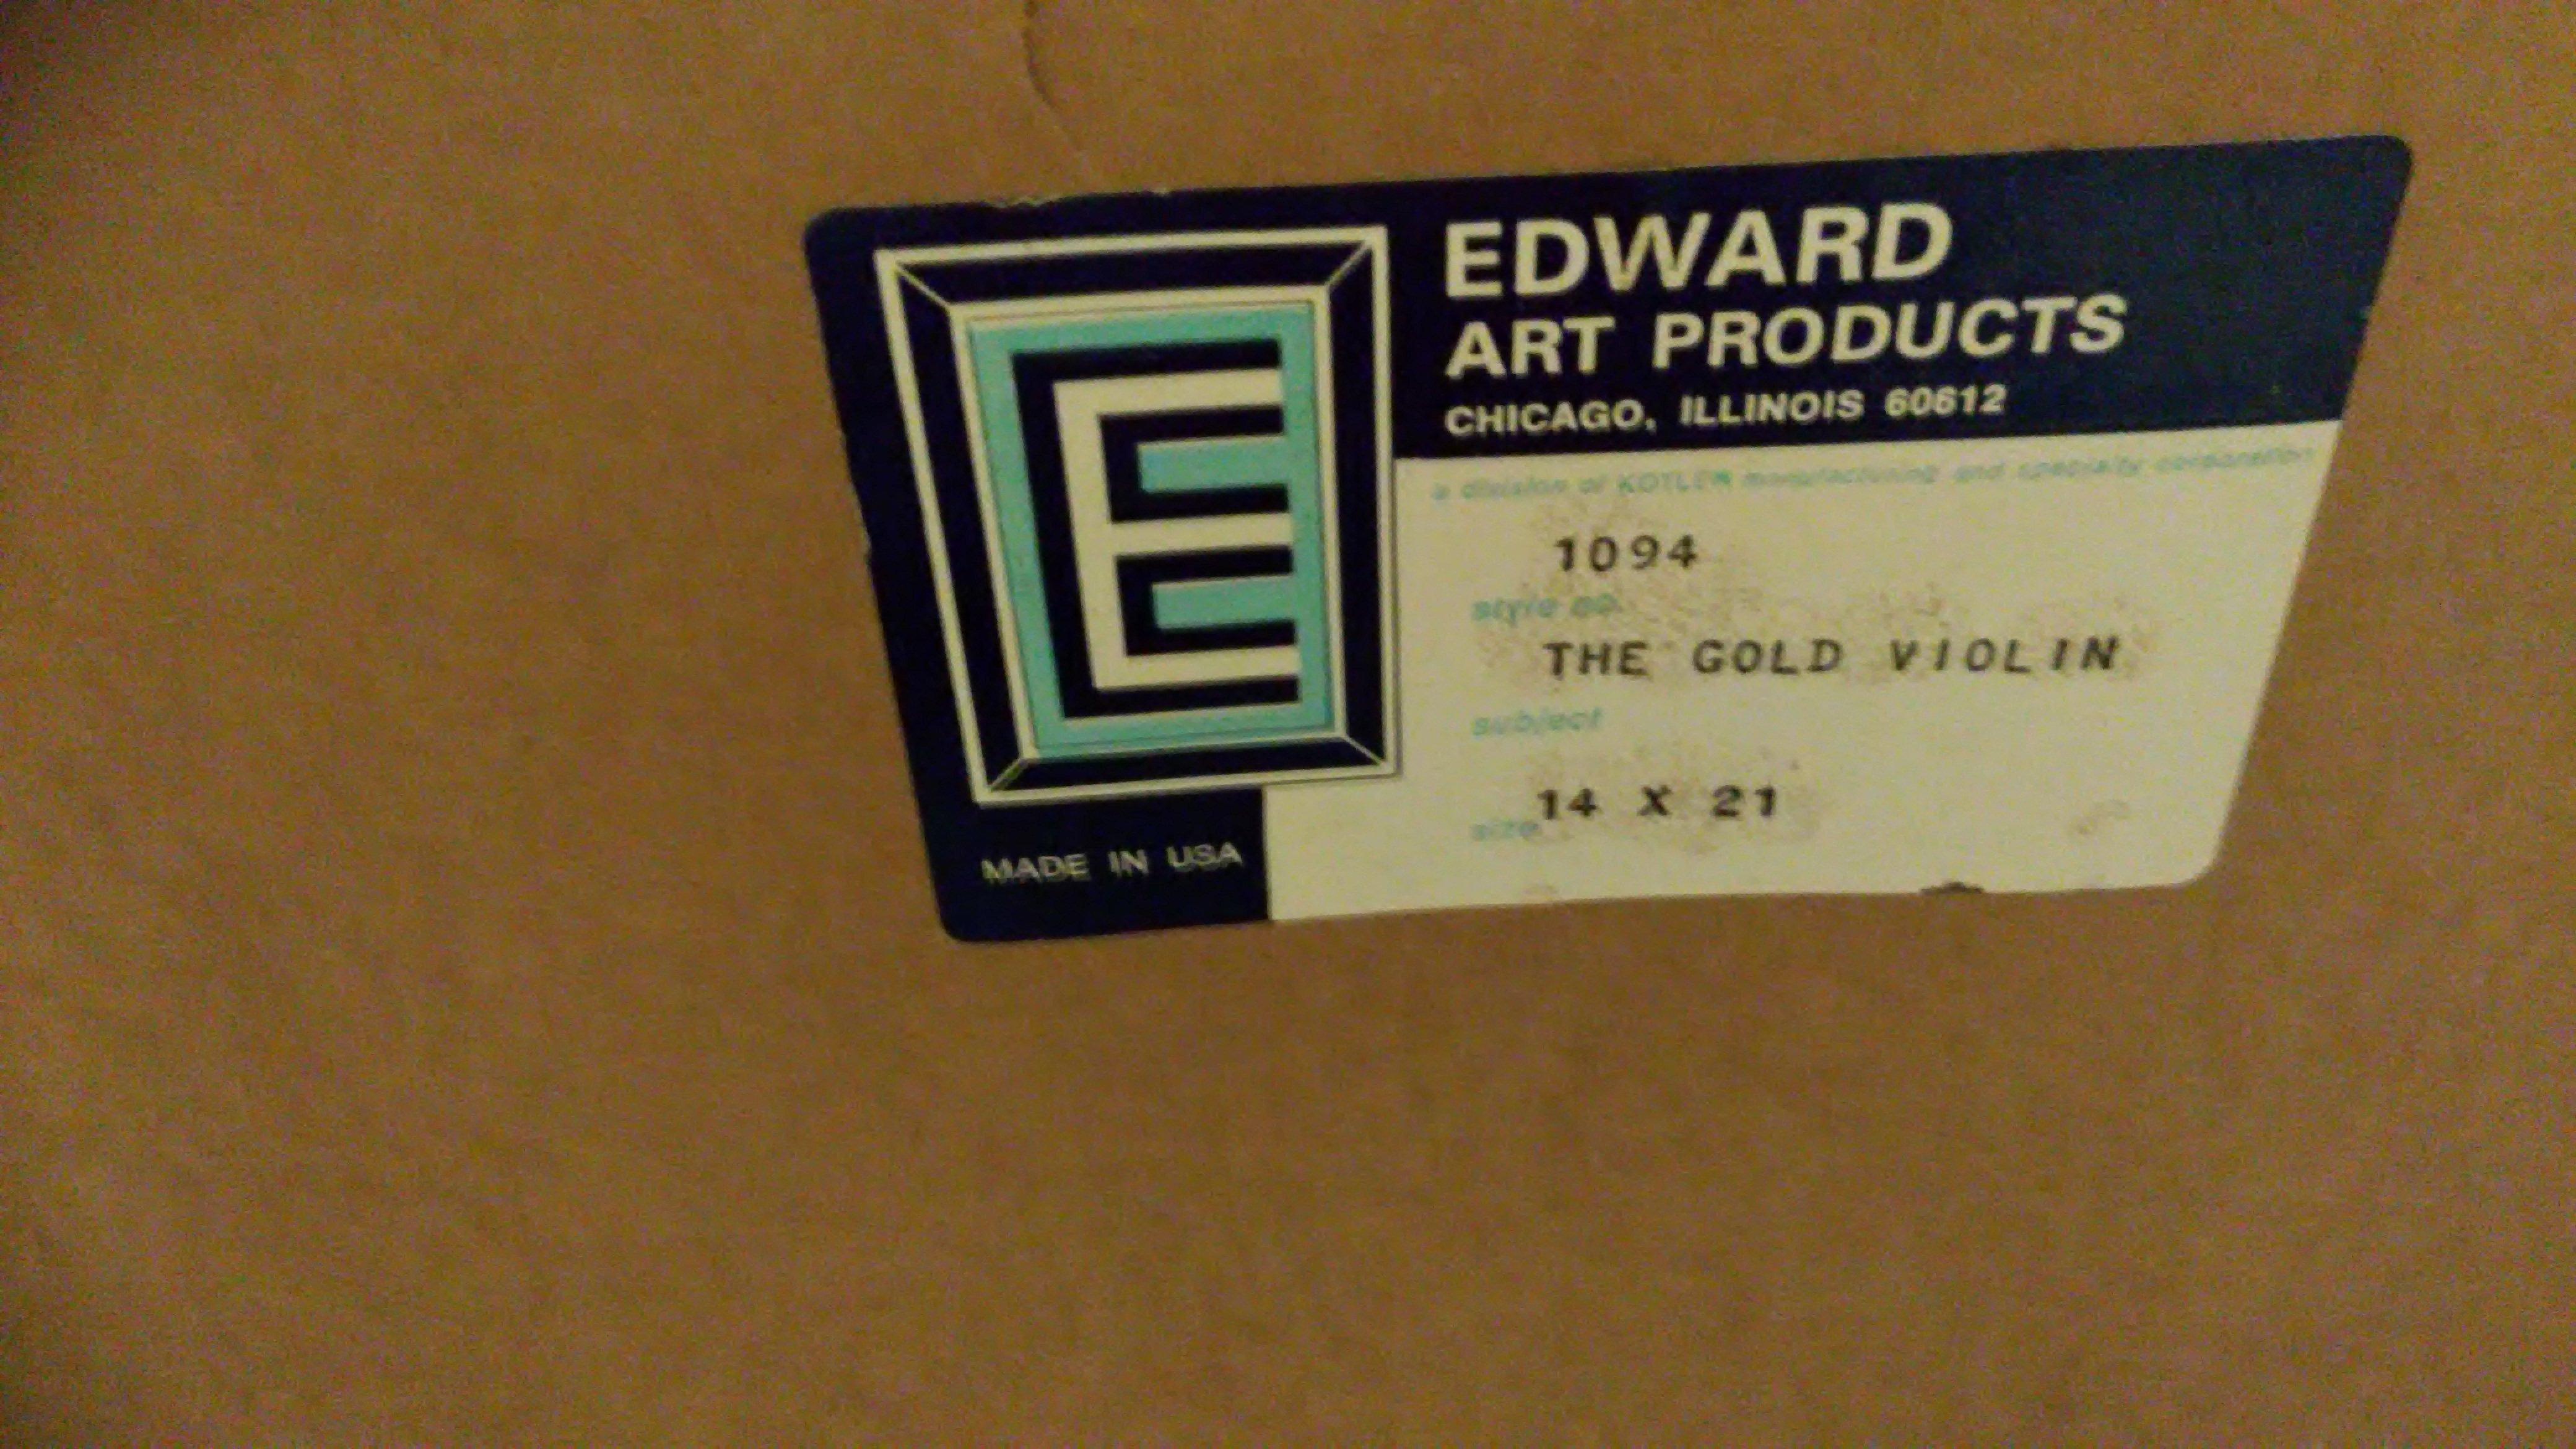 EDWARD
ART PRODUCTS
CHICAGO, ILLINOIS 60612
a division of KOTLER manufacturing and specialty corporation
1094
style no.
THE GOLD VIOLIN
subject
14 X 21
size
E
MADE IN USA